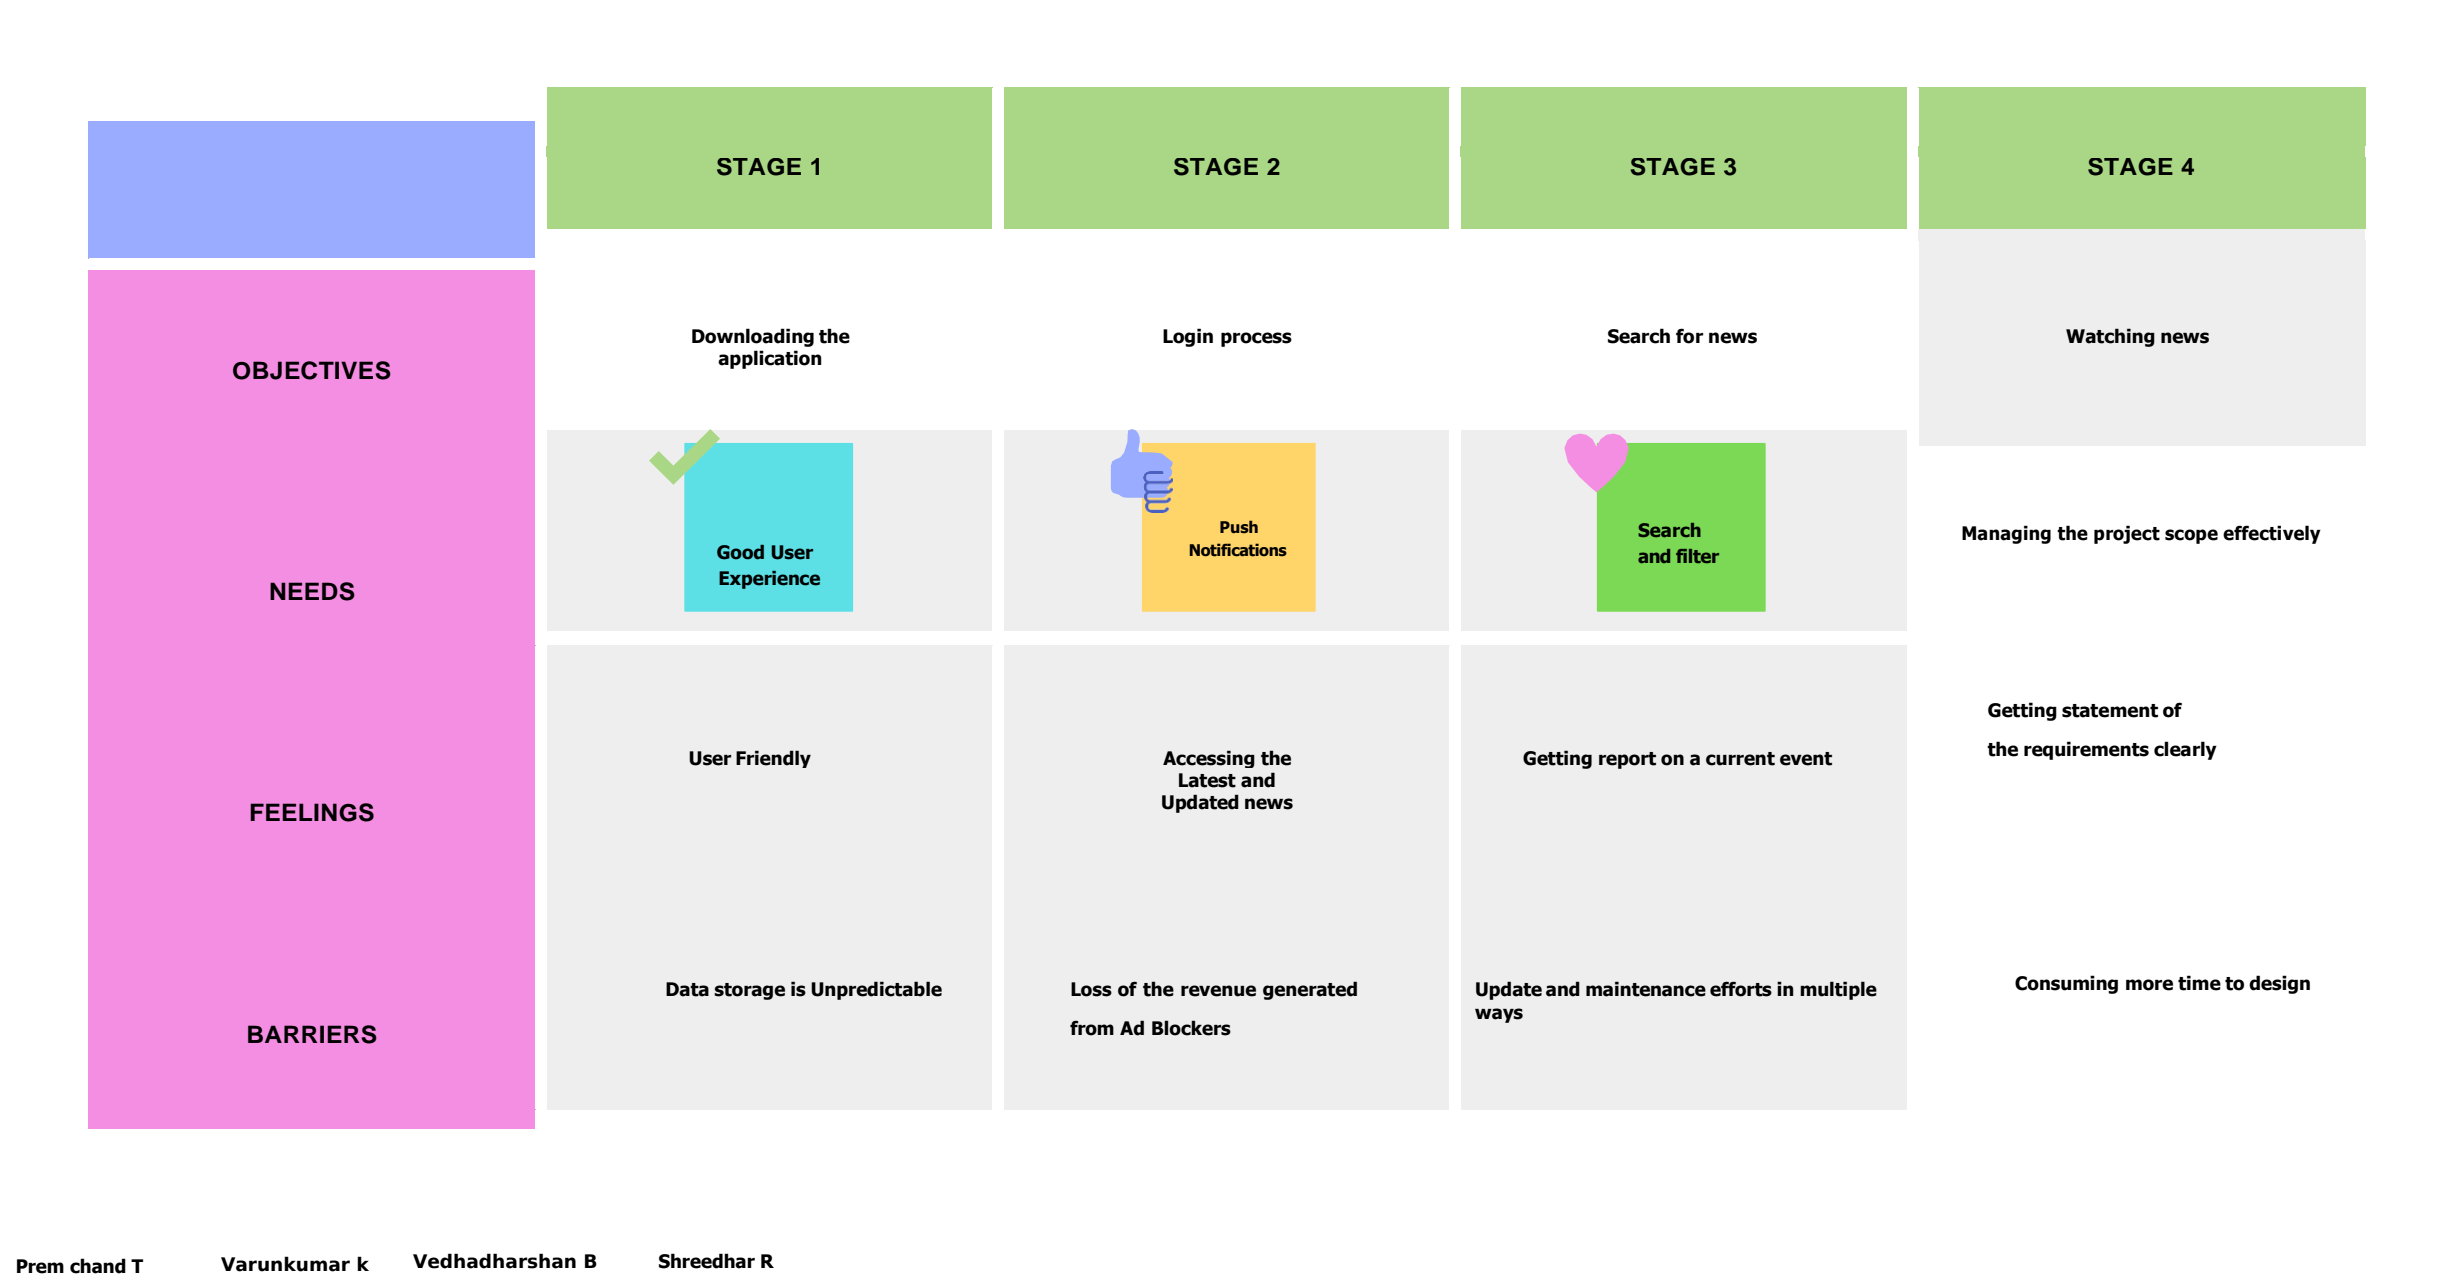 STAGE 1
STAGE 2
STAGE 3
STAGE 4
OBJECTIVES
Downloading the
application
Login process
Search for news
Watching news
NEEDS
Good User
Experience
Push
Notifications
Search
and filter
Managing the project scope effectively
FEELINGS
User Friendly
Accessing the
Latest and
Updated news
Getting report on a current event
Getting statement of
the requirements clearly
BARRIERS
Data storage is Unpredictable
Loss of the revenue generated
from Ad Blockers
Update and maintenance efforts in multiple
ways
Consuming more time to design
Prem chand T
Varunkumar k
Vedhadharshan B
Shreedhar R